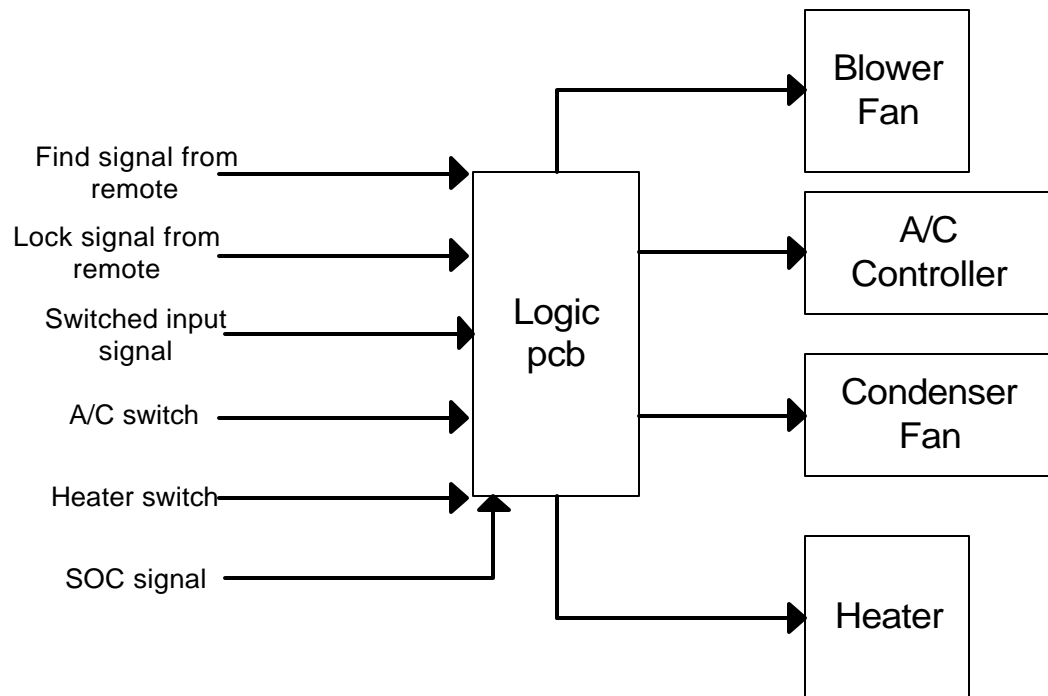 Find signal from
remote
Lock signal from
remote
Switched input
signal
A/C switch
Heater switch
SOC signal
Logic
pcb
Blower
Fan
A/C
Controller
Condenser
Fan
Heater